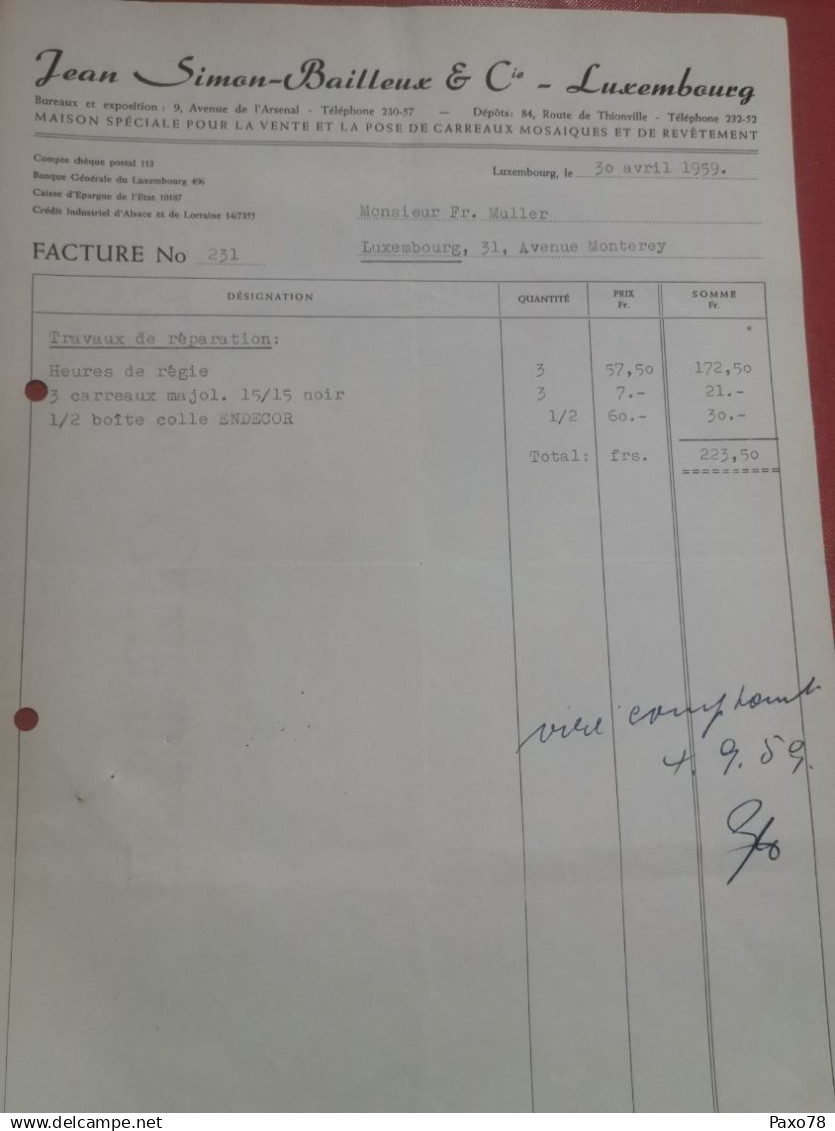 Jean Simon-Bailleux & Cie - Luxembourg
Bureaux et exposition : 9, Avenue de l'Arsenal - Téléphone 230-57 — Dépôts: 84, Route de Thionville - Téléphone 232-52
MAISON SPÉCIALE POUR LA VENTE ET LA POSE DE CARREAUX MOSAIQUES ET DE REVÊTEMENT
Compte chèque postal 113
Banque Générale du Luxembourg 496
Caisse d'Epargne de l'Etat 10187
Crédit Industriel d'Alsace et de Lorraine 14/7355
Luxembourg, le 30 avril 1959.
Monsieur Fr. Muller
Luxembourg, 31, Avenue Monterey
FACTURE No 231
DÉSIGNATION QUANTITÉ PRIX Fr. SOMME Fr.
Travaux de réparation:
Heures de régie 3 57,50 172,50
3 carreaux majol. 15/15 noir 3 7.- 21.-
1/2 boîte colle ENDECOR 1/2 60.- 30.-
Total: frs. 223,50
==========
9. 59.
delcampe.net
Paxo78